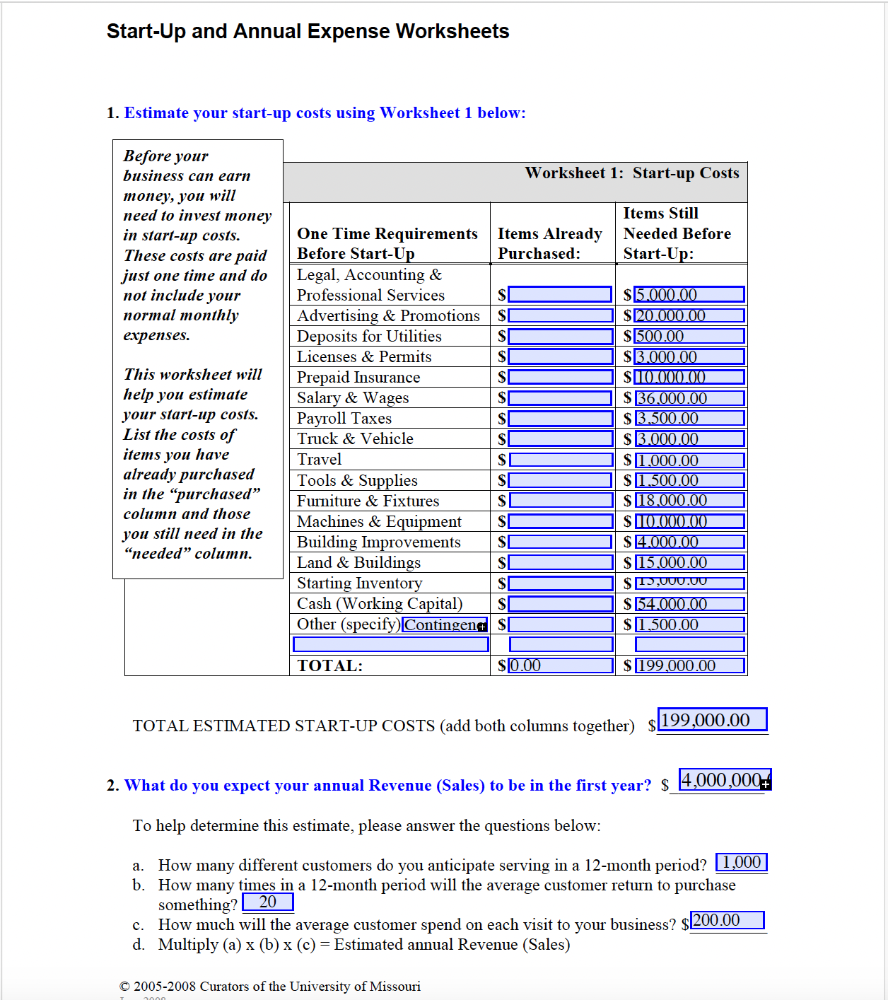 Start-Up and Annual Expense Worksheets
1. Estimate your start-up costs using Worksheet 1 below:
Before your
business can earn
money, you will
need to invest money
in start-up costs.
These costs are paid
just one time and do
not include your
normal monthly
expenses.
This worksheet will
help you estimate
your start-up costs.
List the costs of
items you have
already purchased
in the “purchased”
column and those
you still need in the
“needed” column.
Worksheet 1: Start-up Costs
One Time Requirements Before Start-Up
Items Already Purchased:
Items Still Needed Before Start-Up:
Legal, Accounting &
Professional Services $ $ 5,000.00
Advertising & Promotions $ $ 20,000.00
Deposits for Utilities $ $ 500.00
Licenses & Permits $ $ 3,000.00
Prepaid Insurance $ $ 10,000.00
Salary & Wages $ $ 36,000.00
Payroll Taxes $ $ 3,500.00
Truck & Vehicle $ $ 3,000.00
Travel $ $ 1,000.00
Tools & Supplies $ $ 1,500.00
Furniture & Fixtures $ $ 18,000.00
Machines & Equipment $ $ 10,000.00
Building Improvements $ $ 4,000.00
Land & Buildings $ $ 15,000.00
Starting Inventory $ $ 13,000.00
Cash (Working Capital) $ $ 54,000.00
Other (specify) Contingenc $ $ 1,500.00
TOTAL: $ 0.00 $ 199,000.00
TOTAL ESTIMATED START-UP COSTS (add both columns together) $ 199,000.00
2. What do you expect your annual Revenue (Sales) to be in the first year? $ 4,000,000
To help determine this estimate, please answer the questions below:
a. How many different customers do you anticipate serving in a 12-month period? 1,000
b. How many times in a 12-month period will the average customer return to purchase
something? 20
c. How much will the average customer spend on each visit to your business? $ 200.00
d. Multiply (a) x (b) x (c) = Estimated annual Revenue (Sales)
© 2005-2008 Curators of the University of Missouri